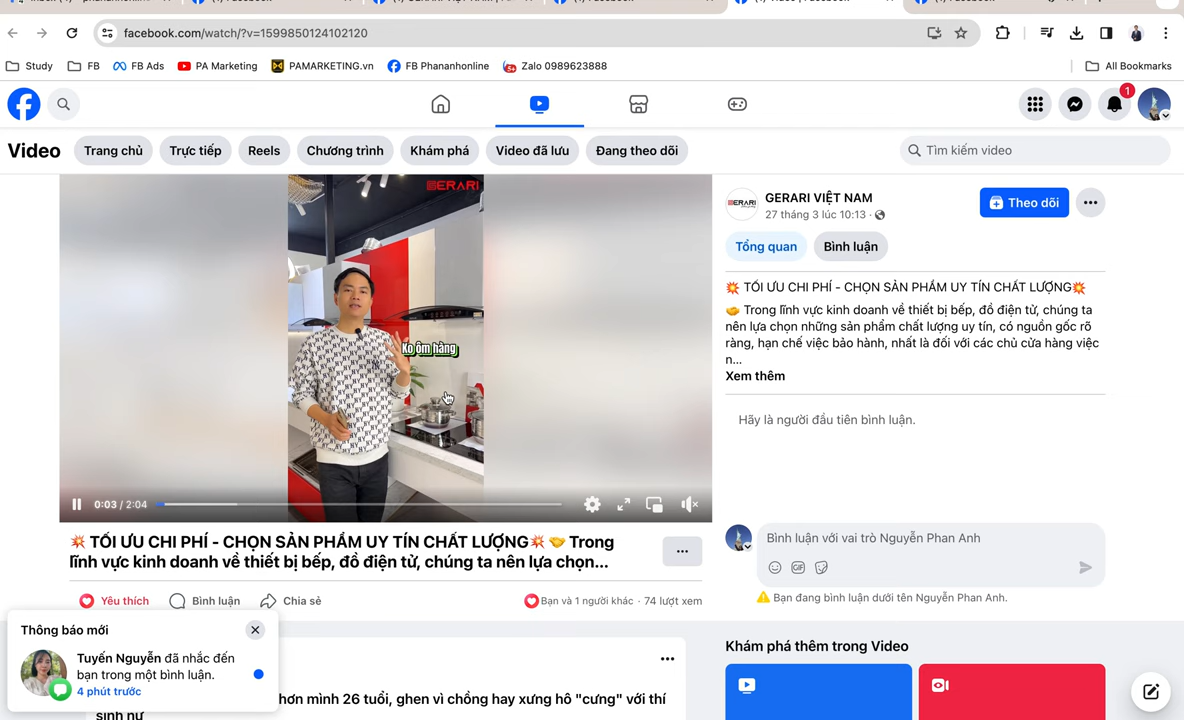 facebook.com/watch/?v=1599850124102120
Study FB FB Ads PA Marketing PAMARKETING.vn FB Phananhonline Zalo 0989623888 All Bookmarks
1
Video Trang chủ Trực tiếp Reels Chương trình Khám phá Video đã lưu Đang theo dõi Tìm kiếm video
GERARI
Ko ôm hàng
0:03 / 2:04
💥 TỐI ƯU CHI PHÍ - CHỌN SẢN PHẨM UY TÍN CHẤT LƯỢNG💥 🤝 Trong
lĩnh vực kinh doanh về thiết bị bếp, đồ điện tử, chúng ta nên lựa chọn...
Yêu thích Bình luận Chia sẻ Bạn và 1 người khác · 74 lượt xem
GERARI
GERARI VIỆT NAM
27 tháng 3 lúc 10:13 ·
Theo dõi
Tổng quan Bình luận
💥 TỐI ƯU CHI PHÍ - CHỌN SẢN PHẨM UY TÍN CHẤT LƯỢNG💥
🤝 Trong lĩnh vực kinh doanh về thiết bị bếp, đồ điện tử, chúng ta
nên lựa chọn những sản phẩm chất lượng uy tín, có nguồn gốc rõ
ràng, hạn chế việc bảo hành, nhất là đối với các chủ cửa hàng việc
n...
Xem thêm
Hãy là người đầu tiên bình luận.
Bình luận với vai trò Nguyễn Phan Anh
GIF
Bạn đang bình luận dưới tên Nguyễn Phan Anh.
Khám phá thêm trong Video
Thông báo mới
Tuyến Nguyễn đã nhắc đến
bạn trong một bình luận.
4 phút trước
hơn mình 26 tuổi, ghen vì chồng hay xưng hô "cưng" với thí
sinh nữ